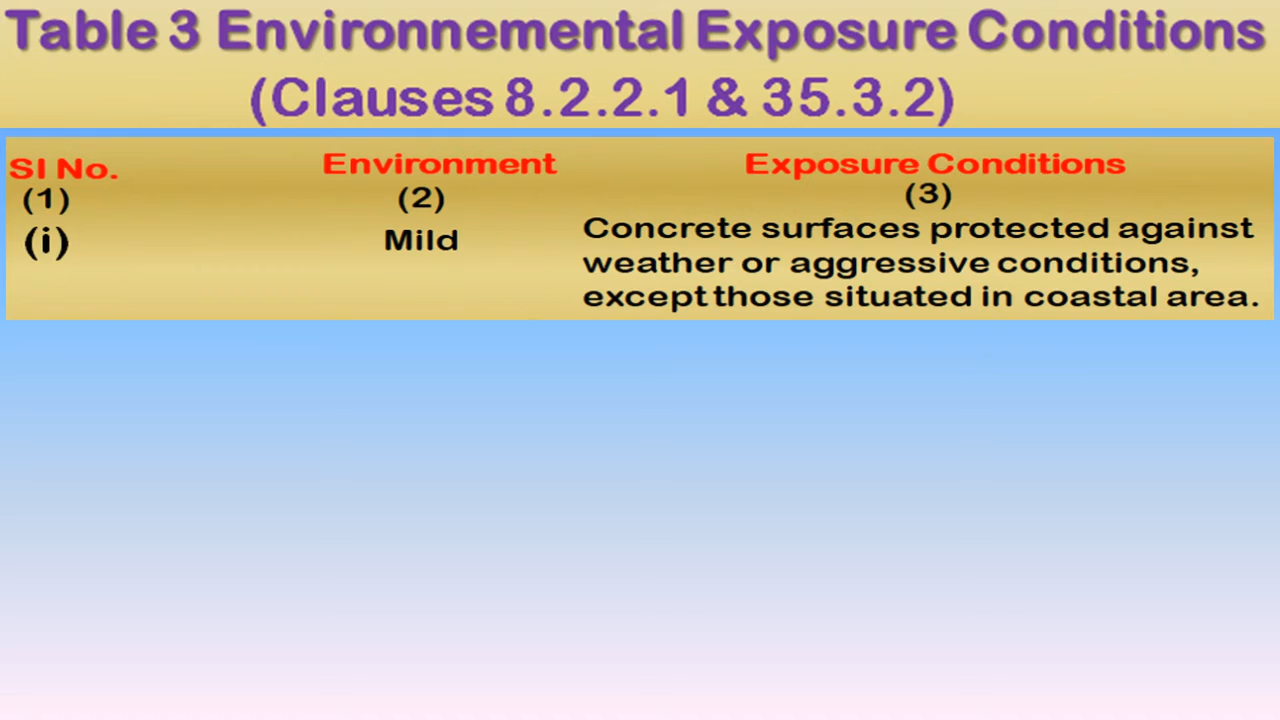 Table 3 Environnemental Exposure Conditions
(Clauses 8.2.2.1 & 35.3.2)
SI No. Environment Exposure Conditions
(1) (2) (3)
(i) Mild Concrete surfaces protected against
weather or aggressive conditions,
except those situated in coastal area.